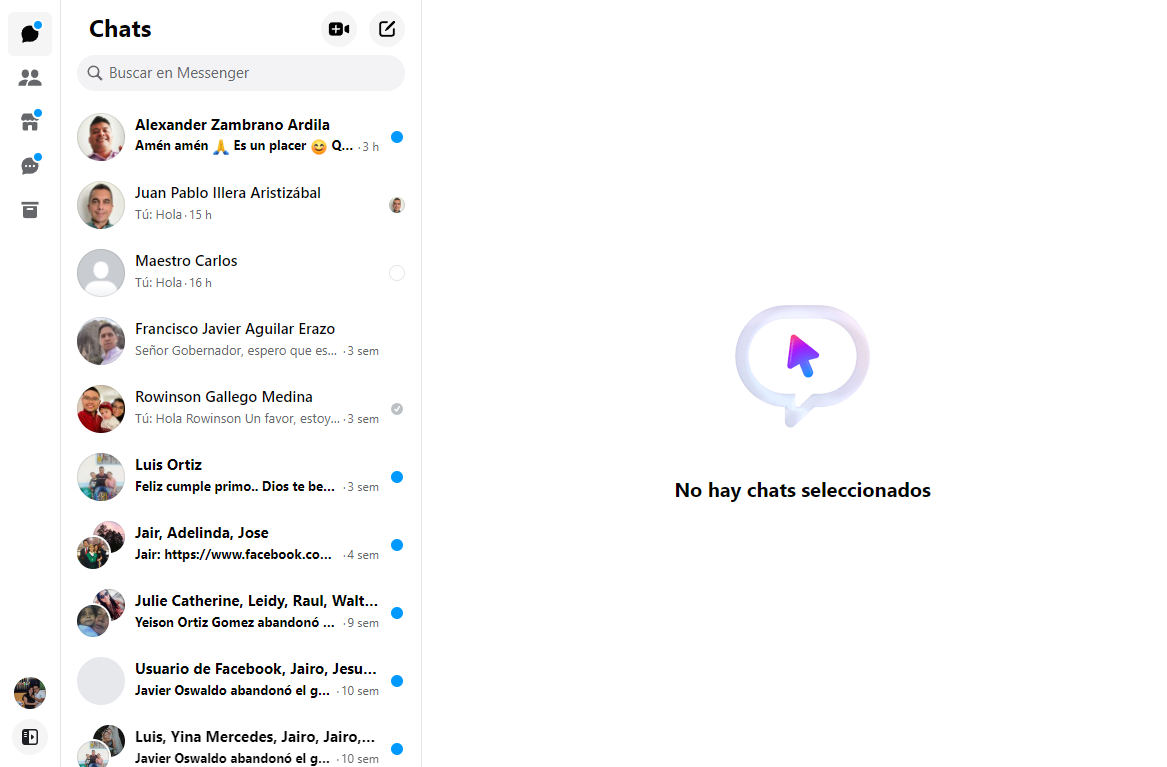 Chats
Buscar en Messenger
Alexander Zambrano Ardila
Amén amén 🙏 Es un placer 😊 Q... · 3 h
Juan Pablo Illera Aristizábal
Tú: Hola · 15 h
Maestro Carlos
Tú: Hola · 16 h
Francisco Javier Aguilar Erazo
Señor Gobernador, espero que es... · 3 sem
Rowinson Gallego Medina
Tú: Hola Rowinson Un favor, estoy... · 3 sem
Luis Ortiz
Feliz cumple primo.. Dios te be... · 3 sem
Jair, Adelinda, Jose
Jair: https://www.facebook.co... · 4 sem
Julie Catherine, Leidy, Raul, Walt...
Yeison Ortiz Gomez abandonó ... · 9 sem
Usuario de Facebook, Jairo, Jesu...
Javier Oswaldo abandonó el g... · 10 sem
Luis, Yina Mercedes, Jairo, Jairo,...
Javier Oswaldo abandonó el g... · 10 sem
No hay chats seleccionados